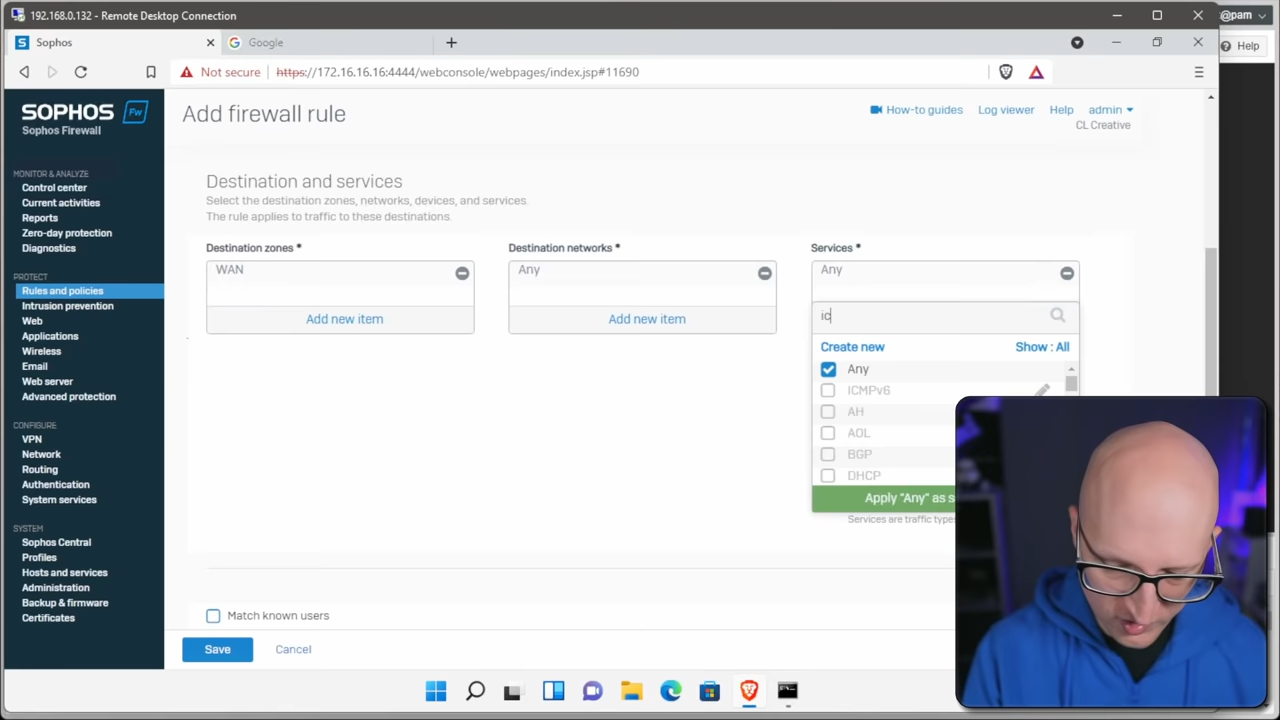 192.168.0.132 - Remote Desktop Connection
@pam
Sophos
Google
Help
Not secure
https://172.16.16.16:4444/webconsole/webpages/index.jsp#11690
SOPHOS
Fw
Sophos Firewall
Add firewall rule
How-to guides
Log viewer
Help
admin
CL Creative
MONITOR & ANALYZE
Control center
Current activities
Reports
Zero-day protection
Diagnostics
PROTECT
Rules and policies
Intrusion prevention
Web
Applications
Wireless
Email
Web server
Advanced protection
CONFIGURE
VPN
Network
Routing
Authentication
System services
SYSTEM
Sophos Central
Profiles
Hosts and services
Administration
Backup & firmware
Certificates
Destination and services
Select the destination zones, networks, devices, and services.
The rule applies to traffic to these destinations.
Destination zones *
WAN
Add new item
Destination networks *
Any
Add new item
Services *
Any
ic
Create new
Show : All
Any
ICMPv6
AH
AOL
BGP
DHCP
Apply "Any" as s
Services are traffic types
Match known users
Save
Cancel